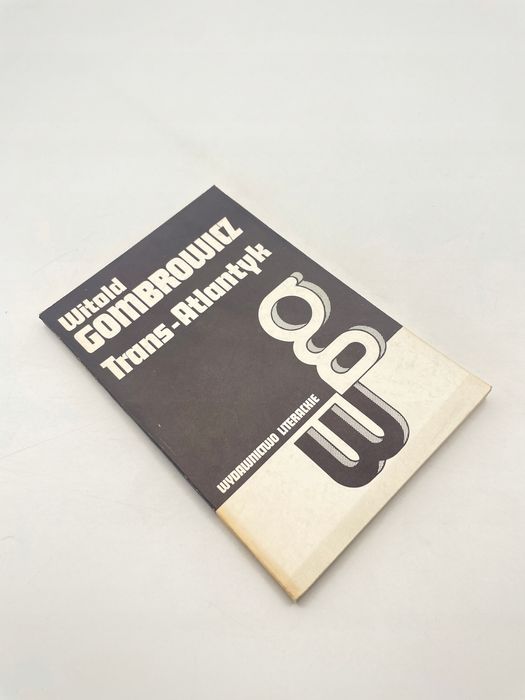 Witold
GOMBROWICZ
Trans-Atlantyk
g
w
WYDAWNICTWO LITERACKIE